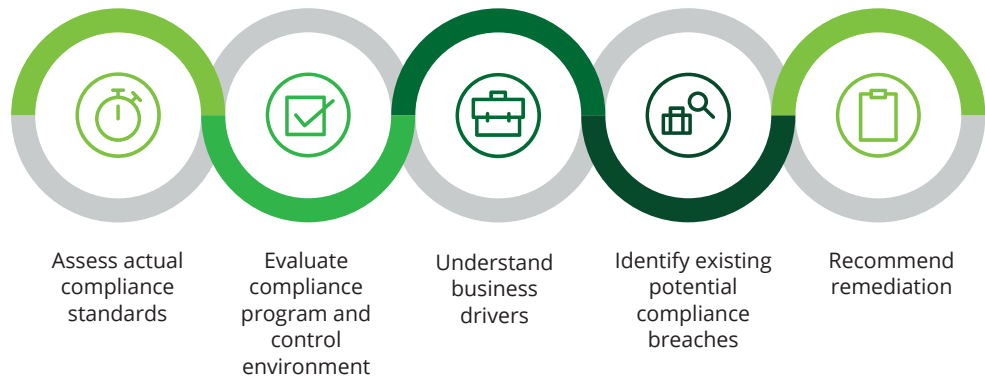 Assess actual
compliance
standards
Evaluate
compliance
program and
control
environment
Understand
business
drivers
Identify existing
potential
compliance
breaches
Recommend
remediation